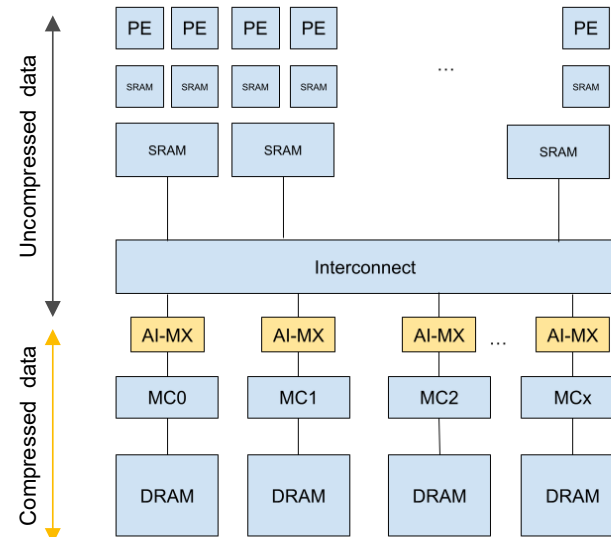 PE PE PE PE PE
...
SRAM SRAM SRAM SRAM SRAM
SRAM SRAM SRAM
Interconnect
AI-MX AI-MX AI-MX ... AI-MX
MC0 MC1 MC2 MCx
DRAM DRAM DRAM DRAM
Uncompressed data
Compressed data